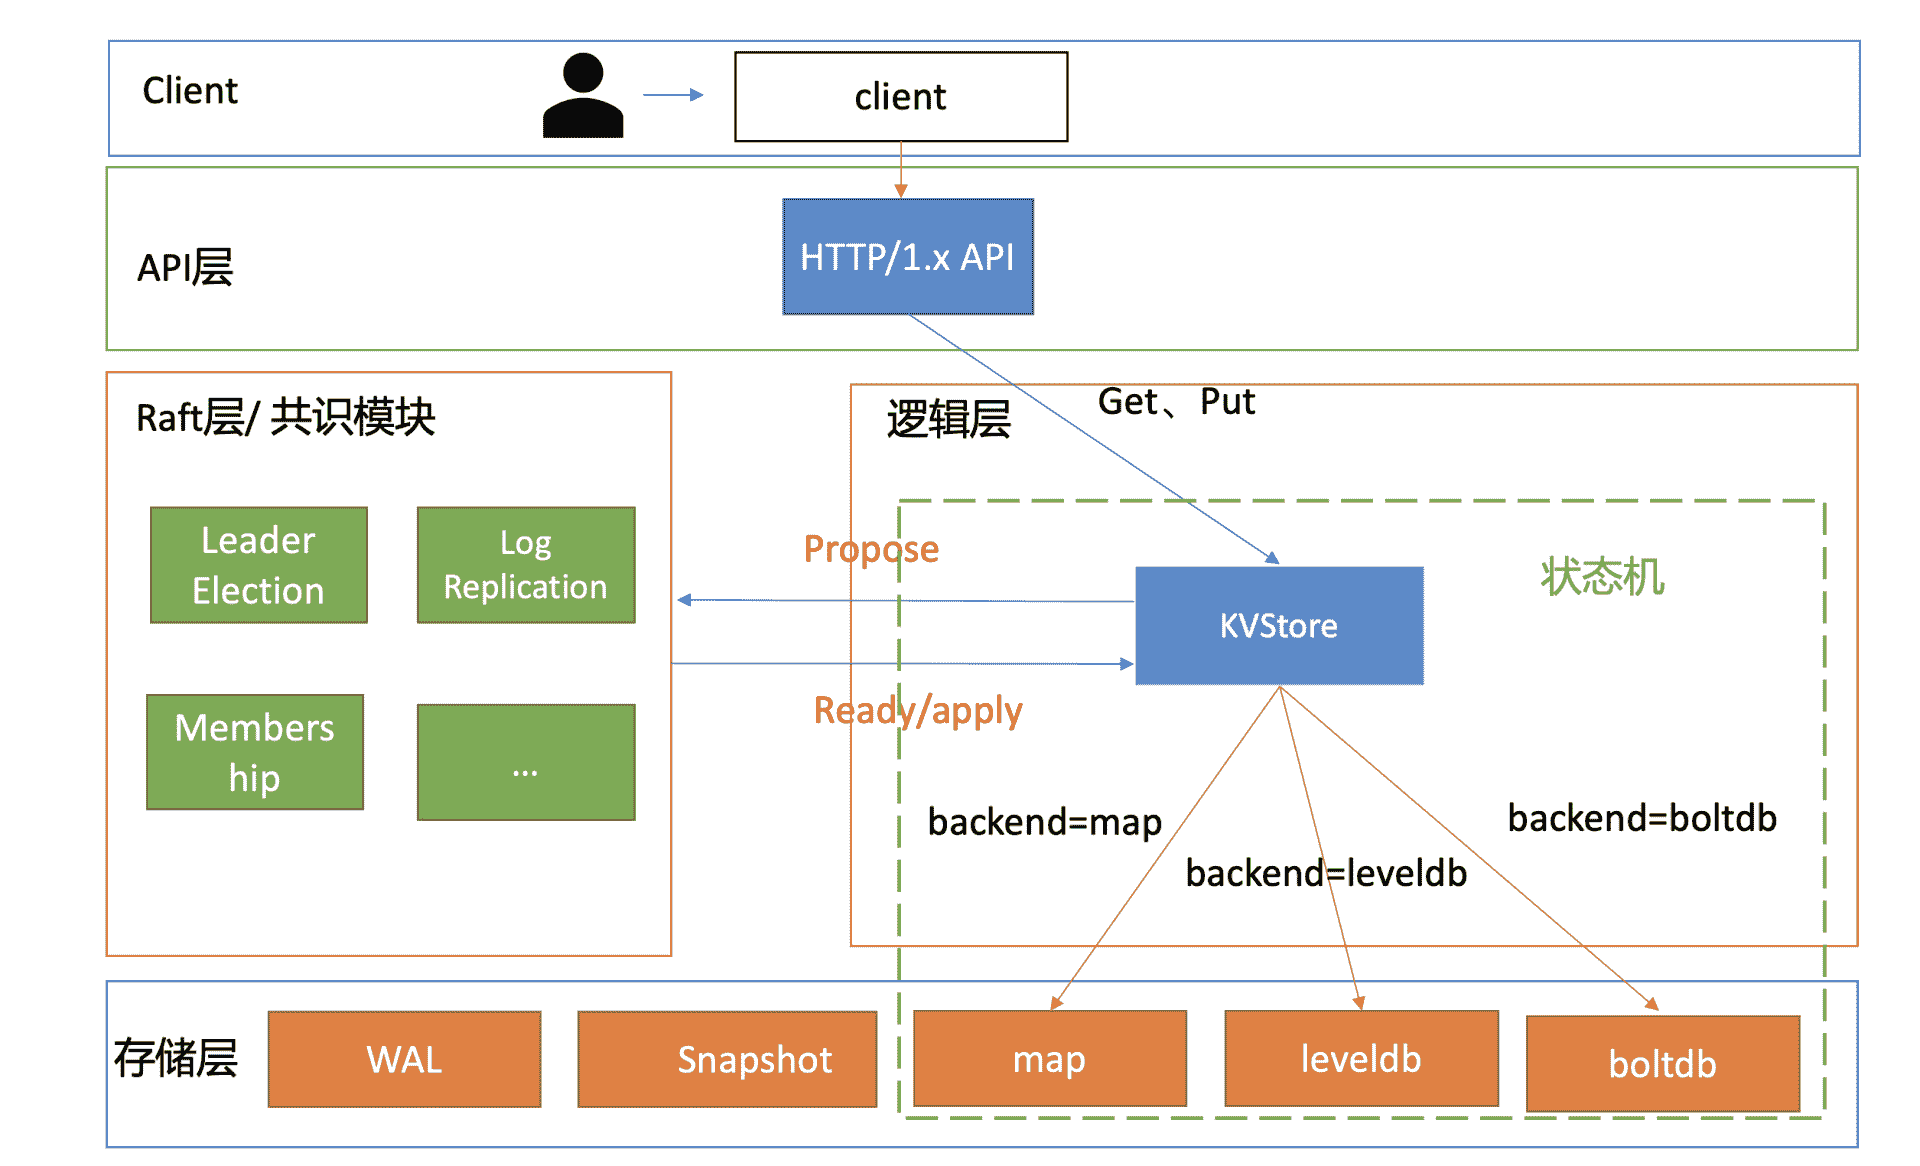 Client
client
API层
HTTP/1.x API
Raft层/ 共识模块
逻辑层
Get、Put
Leader
Election
Log
Replication
Members
hip
...
Propose
Ready/apply
状态机
KVStore
backend=map
backend=leveldb
backend=boltdb
存储层
WAL
Snapshot
map
leveldb
boltdb